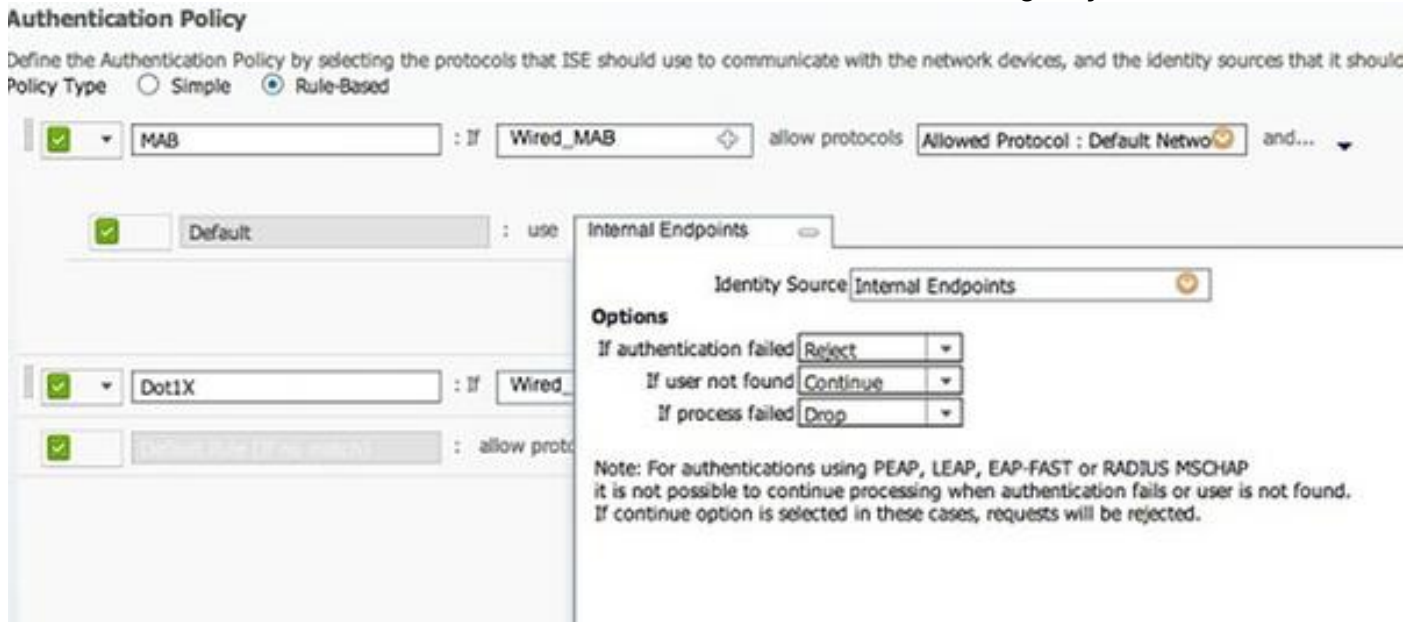 Authentication Policy
Define the Authentication Policy by selecting the protocols that ISE should use to communicate with the network devices, and the identity sources that it should
Policy Type Simple Rule-Based
MAB : If Wired_MAB allow protocols Allowed Protocol : Default Netwo and...
Default : use Internal Endpoints
Identity Source Internal Endpoints
Options
If authentication failed Reject
If user not found Continue
If process failed Drop
Dot1X : If Wired_
: allow proto
Note: For authentications using PEAP, LEAP, EAP-FAST or RADIUS MSCHAP
it is not possible to continue processing when authentication fails or user is not found.
If continue option is selected in these cases, requests will be rejected.